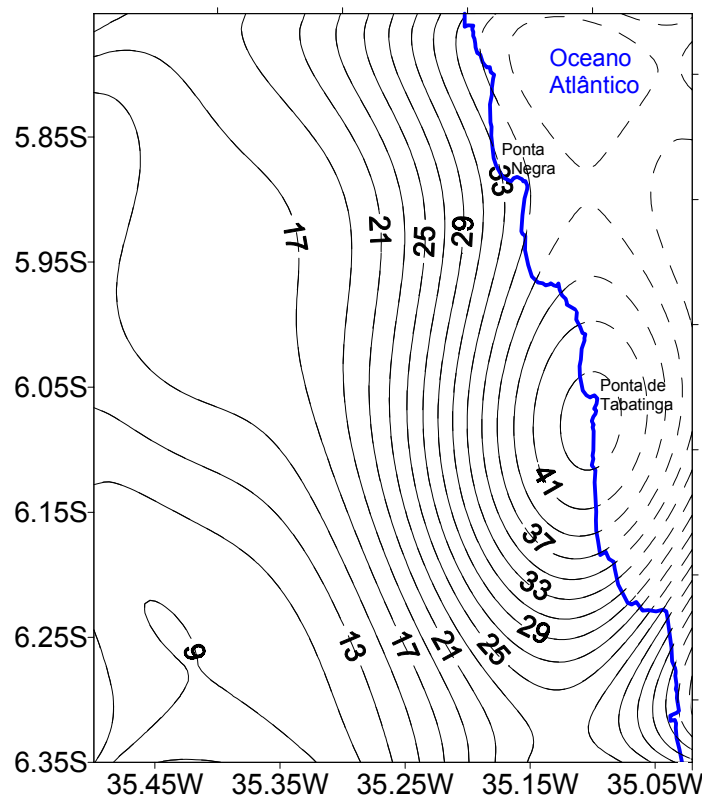 Oceano
Atlântico
5.85S
Ponta
Negra
33
17
21
25
29
5.95S
6.05S
Ponta de
Tabatinga
41
6.15S
37
33
29
6.25S
9
13
17
21
25
6.35S
35.45W
35.35W
35.25W
35.15W
35.05W